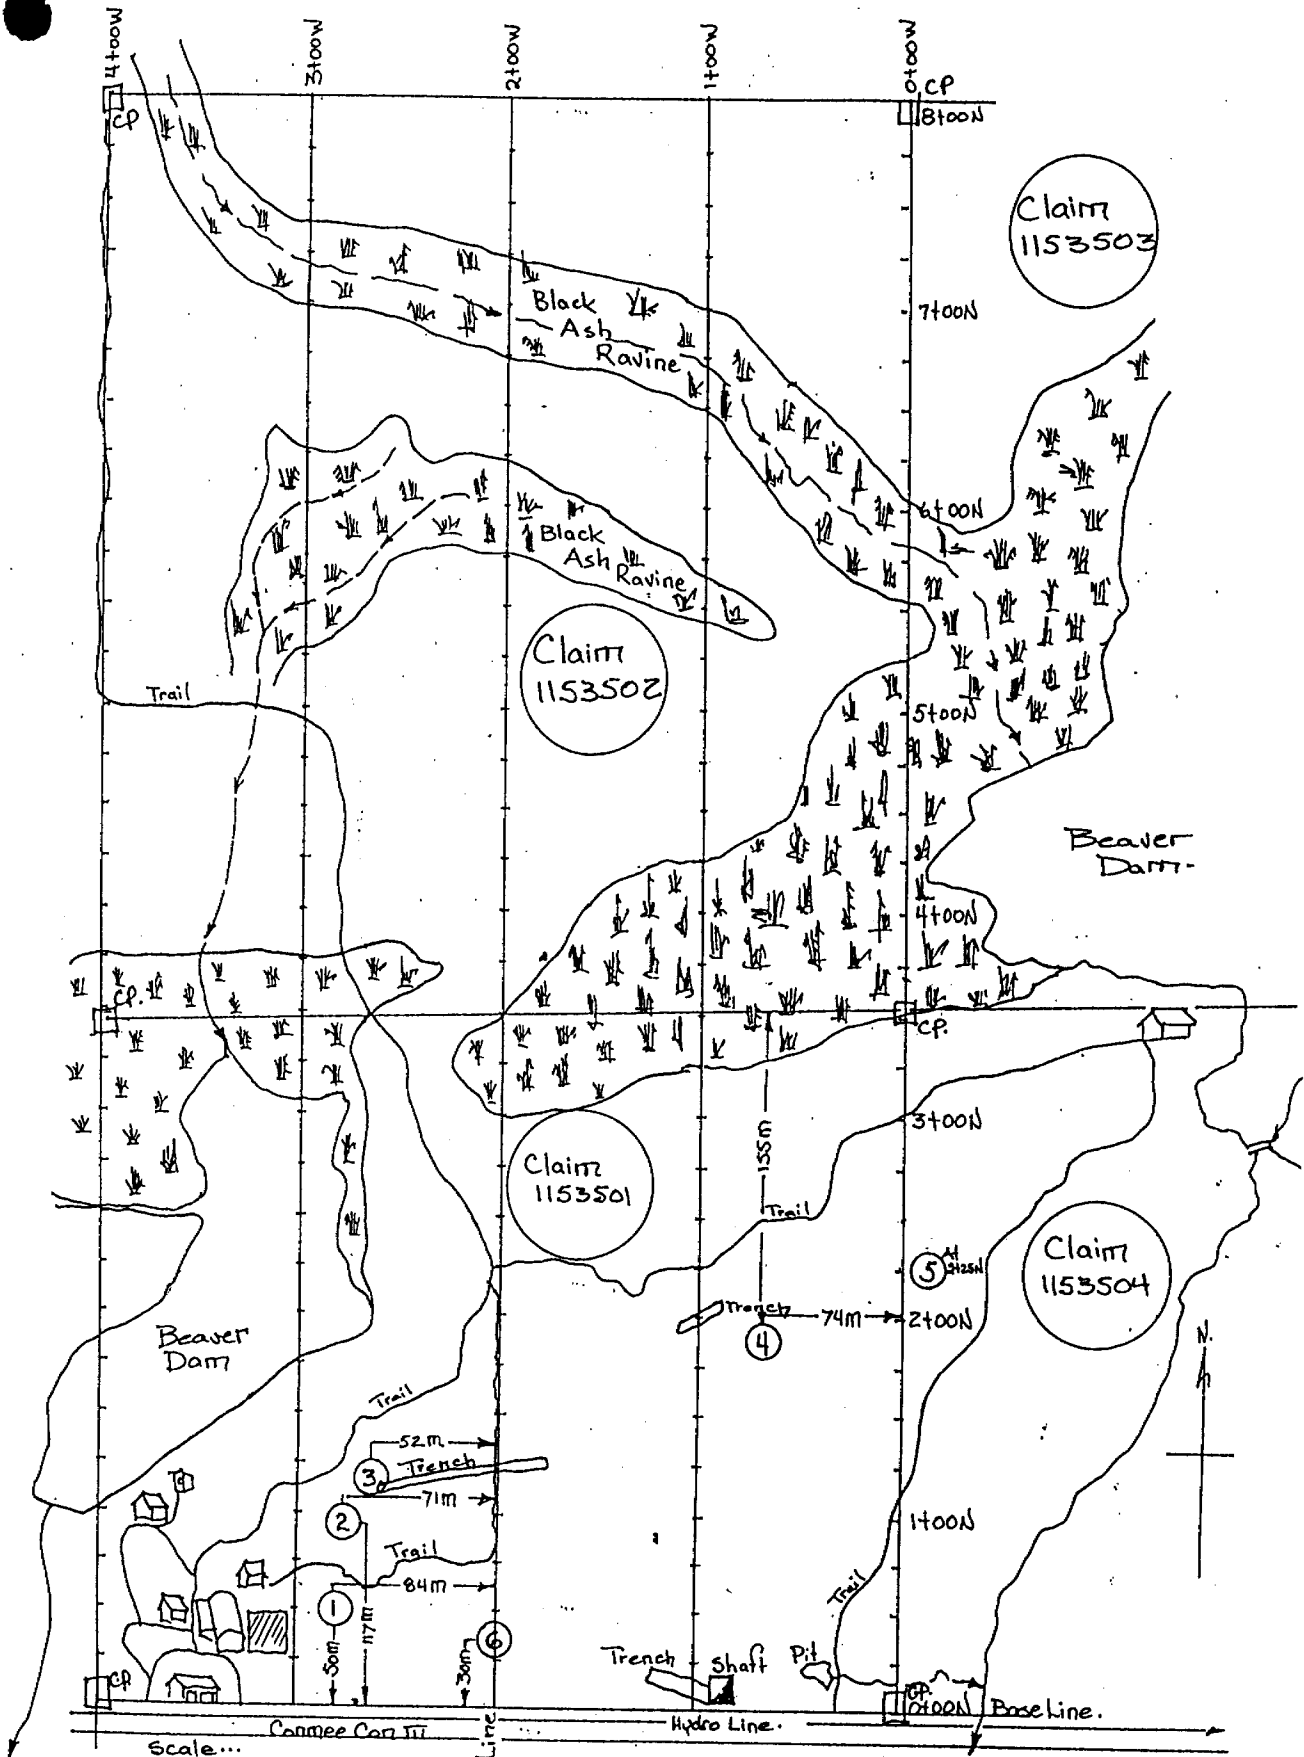 4+00W
3+00W
2+00W
1+00W
0+00W
CP
CP
8+00N
Claim
1153503
7+00N
Black
Ash
Ravine
6+00N
Black
Ash
Ravine
Claim
1153502
Trail
5+00N
Beaver
Dam-
4+00N
CP.
CP.
3+00N
155m
Claim
1153501
Trail
5
At
2+25N
Claim
1153504
Trench
74m
2+00N
4
N.
Beaver
Dam
Trail
52m
3
Trench
71m
2
1+00N
Trail
84m
Trail
1
50m
117m
6
30m
Trench
Shaft
Pit
CP
CP.
0+00N
Base Line.
Conmee Con III
Line
Hydro Line.
Scale...